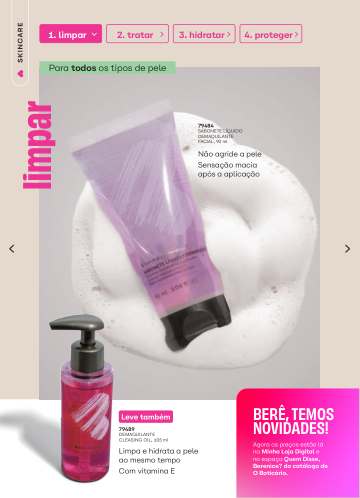 SKINCARE
1. limpar
2. tratar
3. hidratar
4. proteger
Para todos os tipos de pele
limpar
79484
SABONETE LÍQUIDO
DEMAQUILANTE
FACIAL, 90 ml
Não agride a pele
Sensação macia
após a aplicação
Leve também
79489
DEMAQUILANTE
CLEASING OIL, 105 ml
Limpa e hidrata a pele
ao mesmo tempo
Com vitamina E
BERÊ, TEMOS
NOVIDADES!
Agora os preços estão lá
na Minha Loja Digital e
no espaço Quem Disse,
Berenice? do catálogo de
O Boticário.